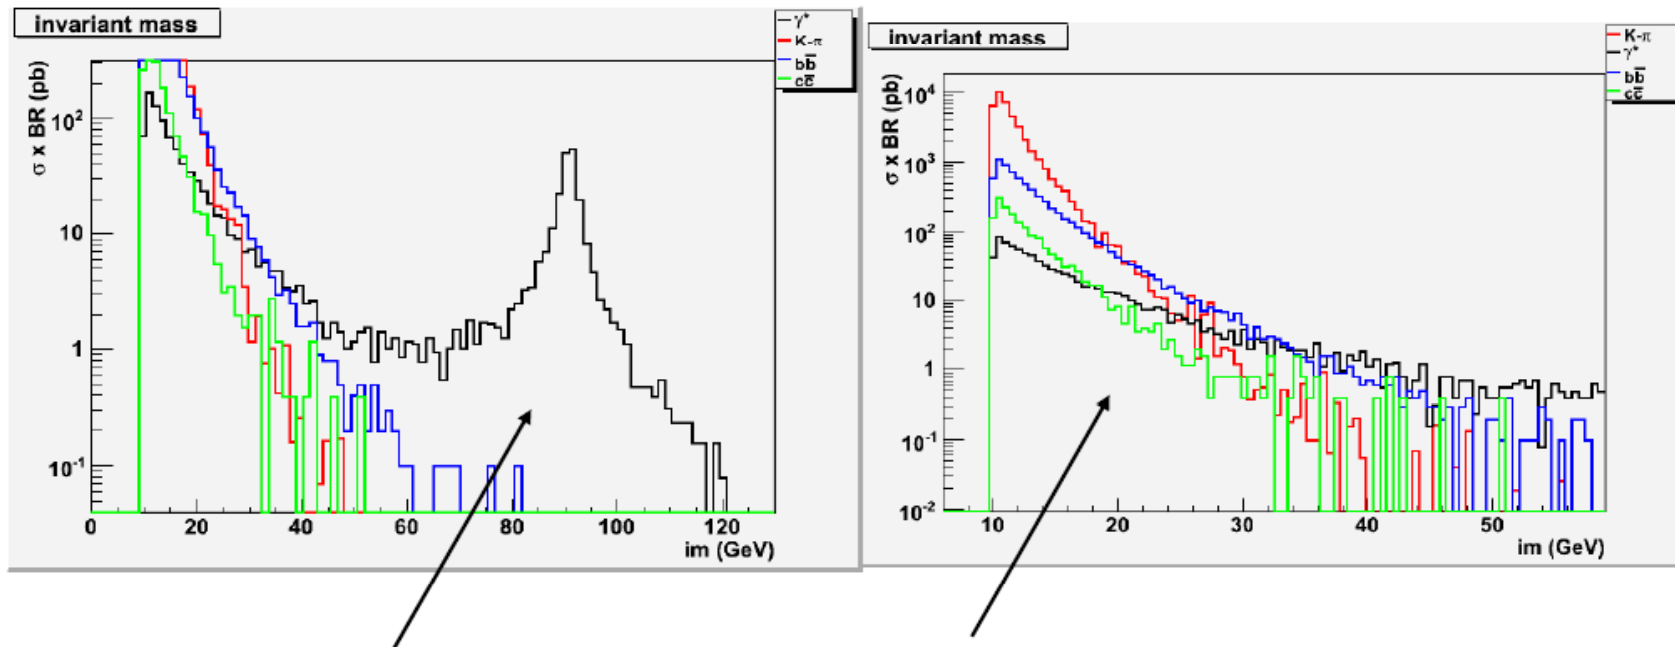 invariant mass
γ*
K-π
bb̅
cc̅
σ x BR (pb)
10²
10
1
10⁻¹
0 20 40 60 80 100 120
im (GeV)
invariant mass
K-π
γ*
bb̅
cc̅
σ x BR (pb)
10⁴
10³
10²
10
1
10⁻¹
10⁻²
10 20 30 40 50
im (GeV)